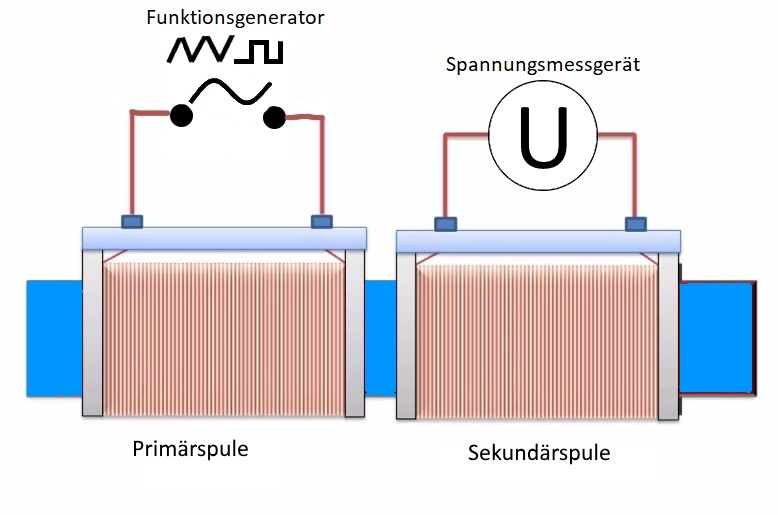 Funktionsgenerator
Spannungsmessgerät
U
Primärspule
Sekundärspule